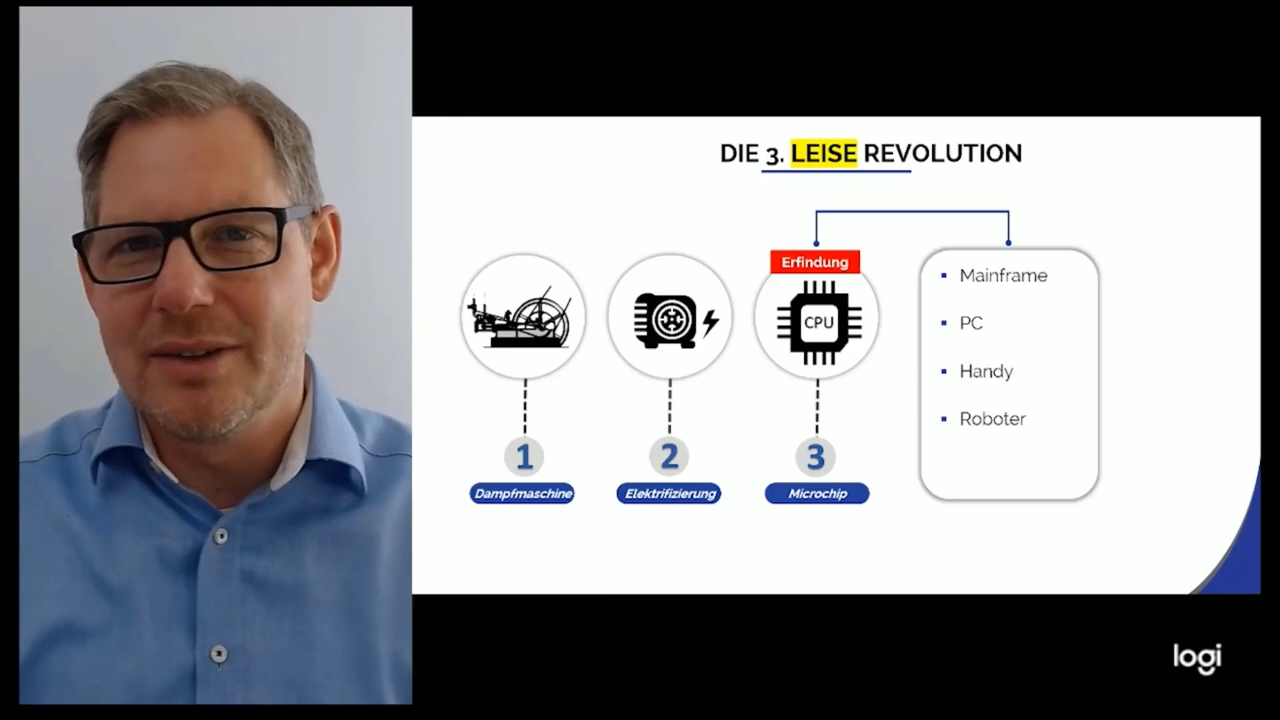 DIE 3. LEISE REVOLUTION
Erfindung
CPU
1
2
3
Dampfmaschine
Elektrifizierung
Microchip
Mainframe
PC
Handy
Roboter
logi